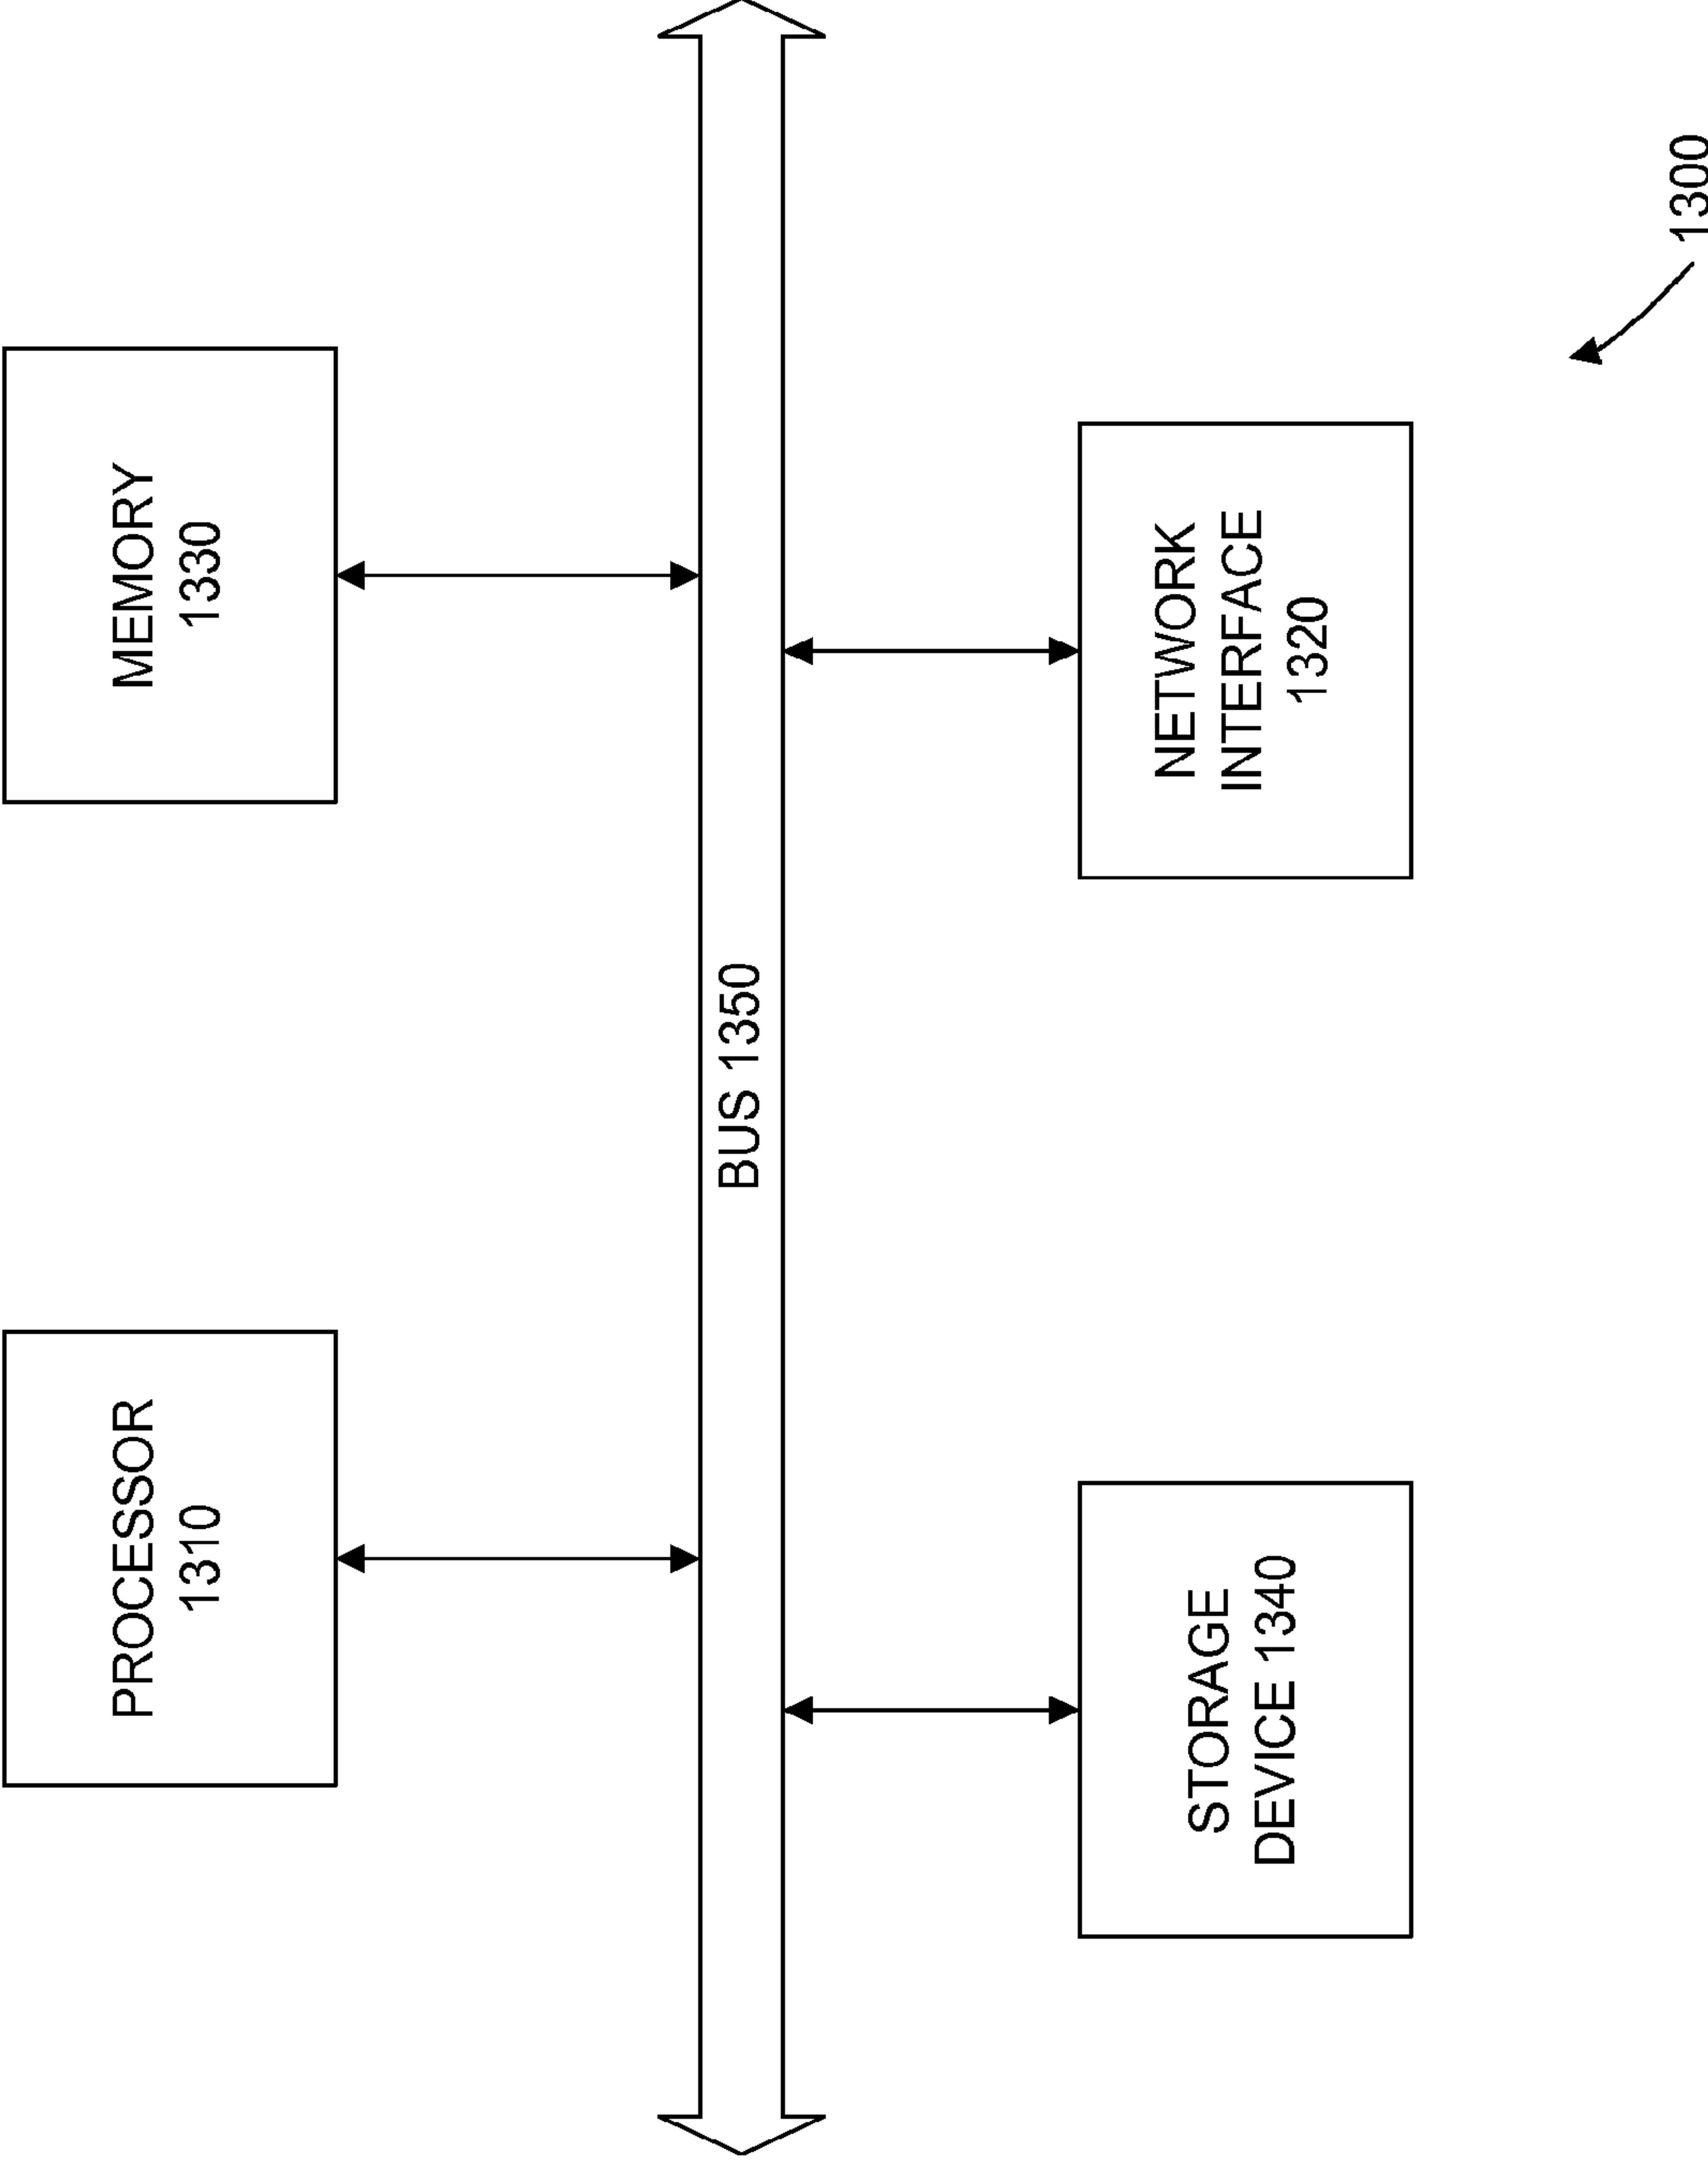 PROCESSOR
1310
MEMORY
1330
BUS 1350
STORAGE
DEVICE 1340
NETWORK
INTERFACE
1320
1300